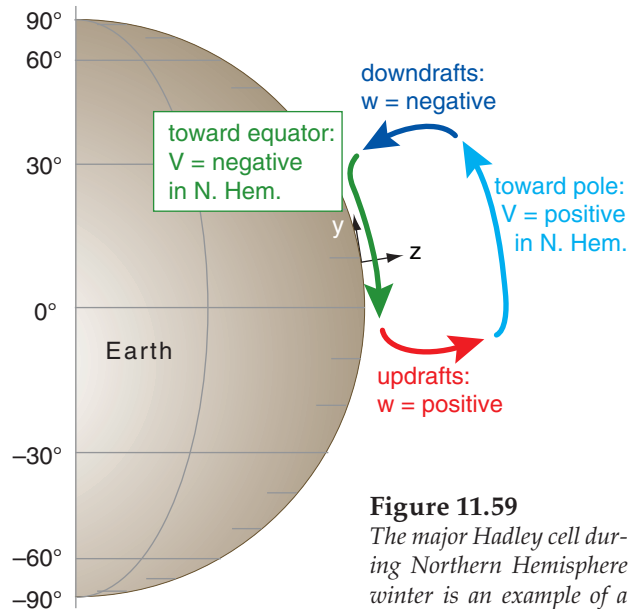 90°
60°
30°
0°
–30°
–60°
–90°
downdrafts:
w = negative
toward equator:
V = negative
in N. Hem.
toward pole:
V = positive
in N. Hem.
y
z
Earth
updrafts:
w = positive
Figure 11.59
The major Hadley cell dur-
ing Northern Hemisphere
winter is an example of a